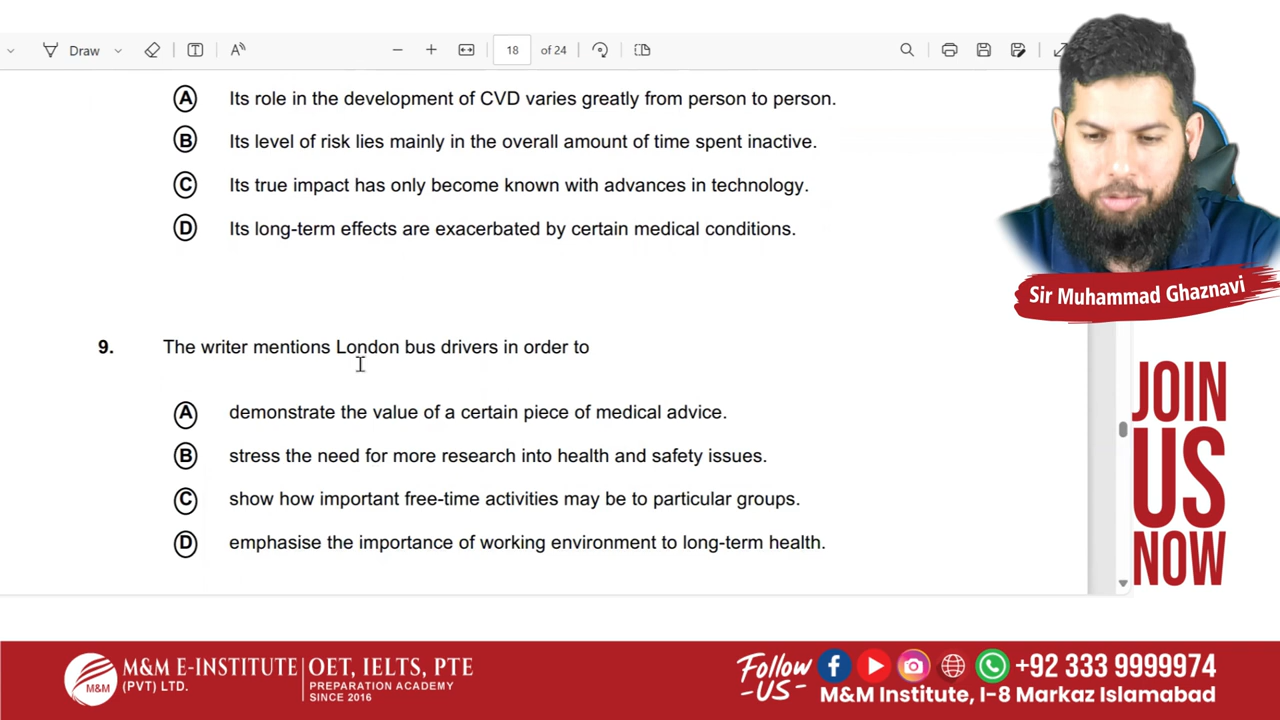 Draw
18 of 24
A Its role in the development of CVD varies greatly from person to person.
B Its level of risk lies mainly in the overall amount of time spent inactive.
C Its true impact has only become known with advances in technology.
D Its long-term effects are exacerbated by certain medical conditions.
Sir Muhammad Ghaznavi
9. The writer mentions London bus drivers in order to
A demonstrate the value of a certain piece of medical advice.
B stress the need for more research into health and safety issues.
C show how important free-time activities may be to particular groups.
D emphasise the importance of working environment to long-term health.
JOIN
US
NOW
M&M
M&M E-INSTITUTE
(PVT) LTD.
OET, IELTS, PTE
PREPARATION ACADEMY
SINCE 2016
Follow
-US-
+92 333 9999974
M&M Institute, I-8 Markaz Islamabad